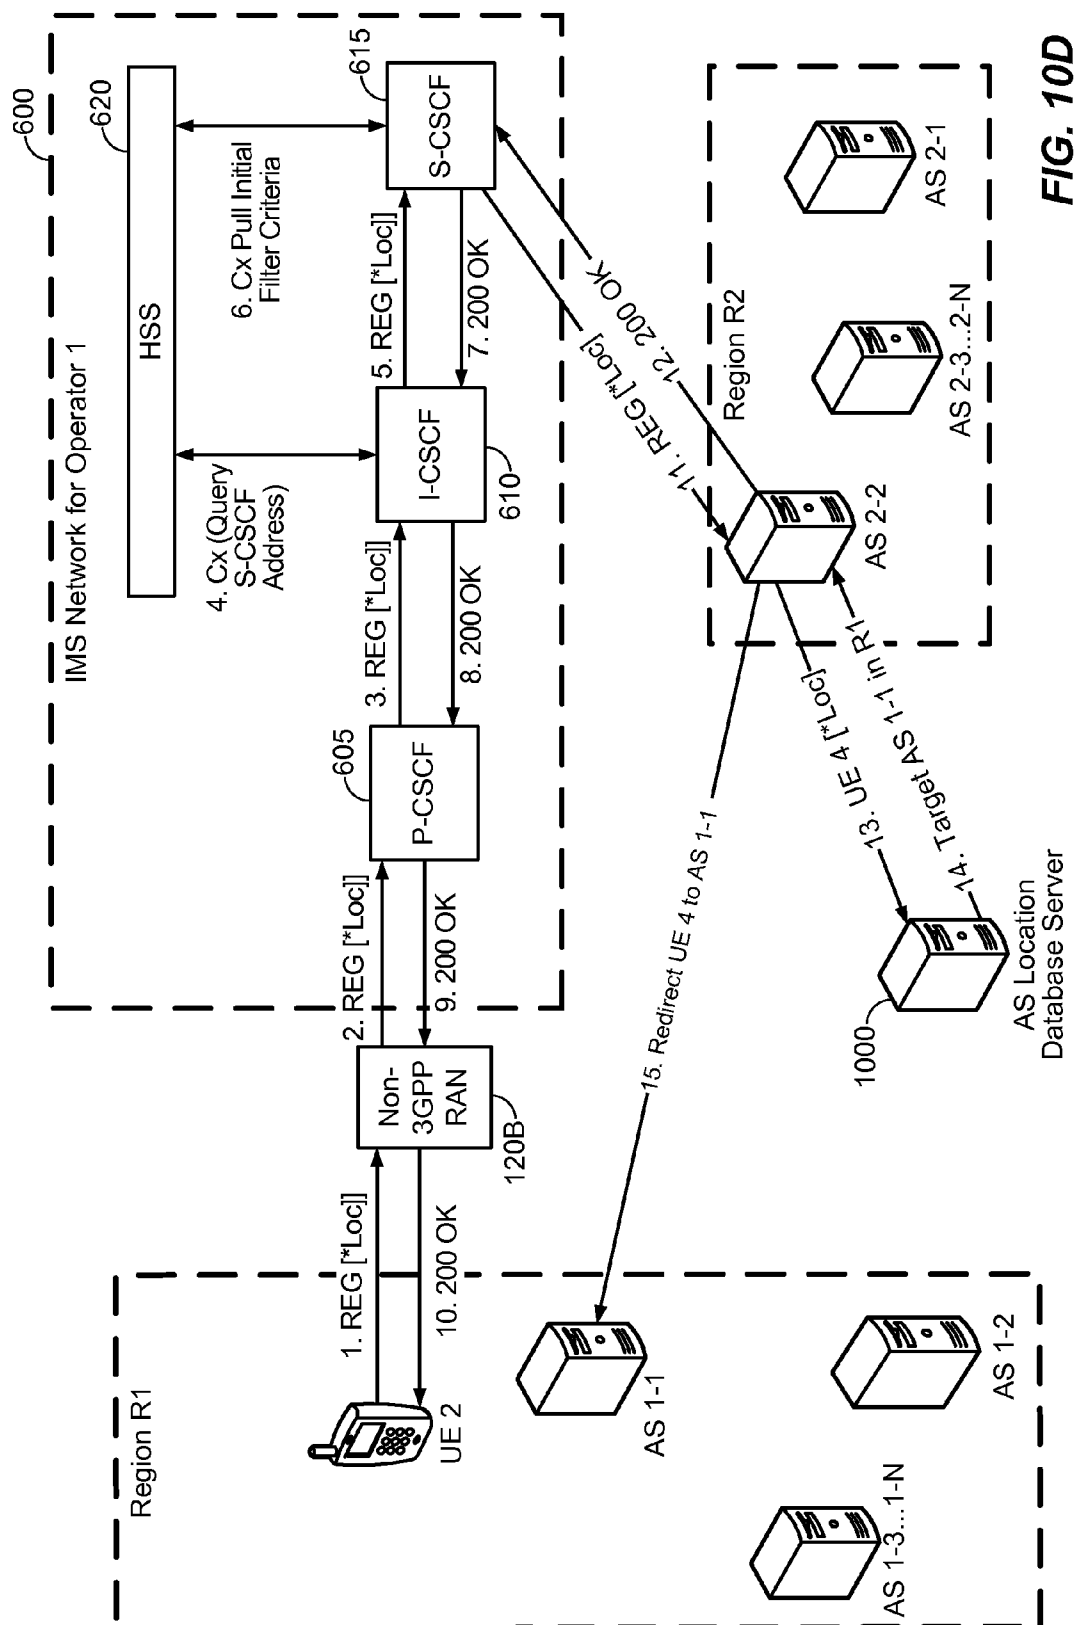 600
IMS Network for Operator 1
620
HSS
4. Cx (Query
S-CSCF
Address)
6. Cx Pull Initial
Filter Criteria
615
S-CSCF
5. REG [*Loc]]
7. 200 OK
I-CSCF
610
3. REG [*Loc]]
8. 200 OK
605
P-CSCF
2. REG [*Loc]]
9. 200 OK
Non-
3GPP
RAN
120B
1. REG [*Loc]]
10. 200 OK
Region R1
UE 2
AS 1-1
AS 1-2
AS 1-3...1-N
11. REG [*Loc]
12. 200 OK
Region R2
AS 2-2
AS 2-3...2-N
AS 2-1
13. UE 4 [*Loc]
14. Target AS 1-1 in R1
15. Redirect UE 4 to AS 1-1
1000
AS Location
Database Server
FIG. 10D